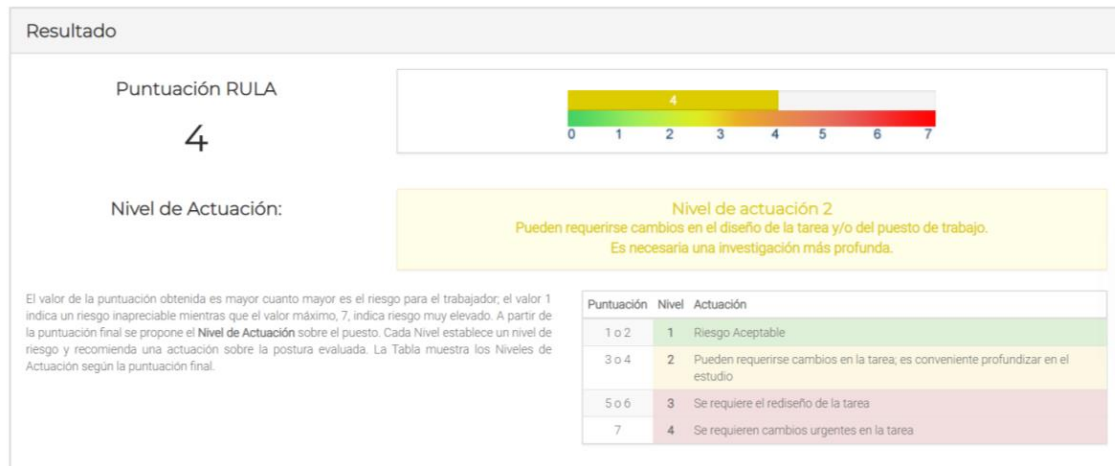 Resultado
Puntuación RULA
4
4
0 1 2 3 4 5 6 7
Nivel de Actuación:
Nivel de actuación 2
Pueden requerirse cambios en el diseño de la tarea y/o del puesto de trabajo.
Es necesaria una investigación más profunda.
El valor de la puntuación obtenida es mayor cuanto mayor es el riesgo para el trabajador; el valor 1
indica un riesgo inapreciable mientras que el valor máximo, 7, indica riesgo muy elevado. A partir de
la puntuación final se propone el Nivel de Actuación sobre el puesto. Cada Nivel establece un nivel de
riesgo y recomienda una actuación sobre la postura evaluada. La Tabla muestra los Niveles de
Actuación según la puntuación final.
Puntuación Nivel Actuación
1 o 2 1 Riesgo Aceptable
3 o 4 2 Pueden requerirse cambios en la tarea; es conveniente profundizar en el
estudio
5 o 6 3 Se requiere el rediseño de la tarea
7 4 Se requieren cambios urgentes en la tarea